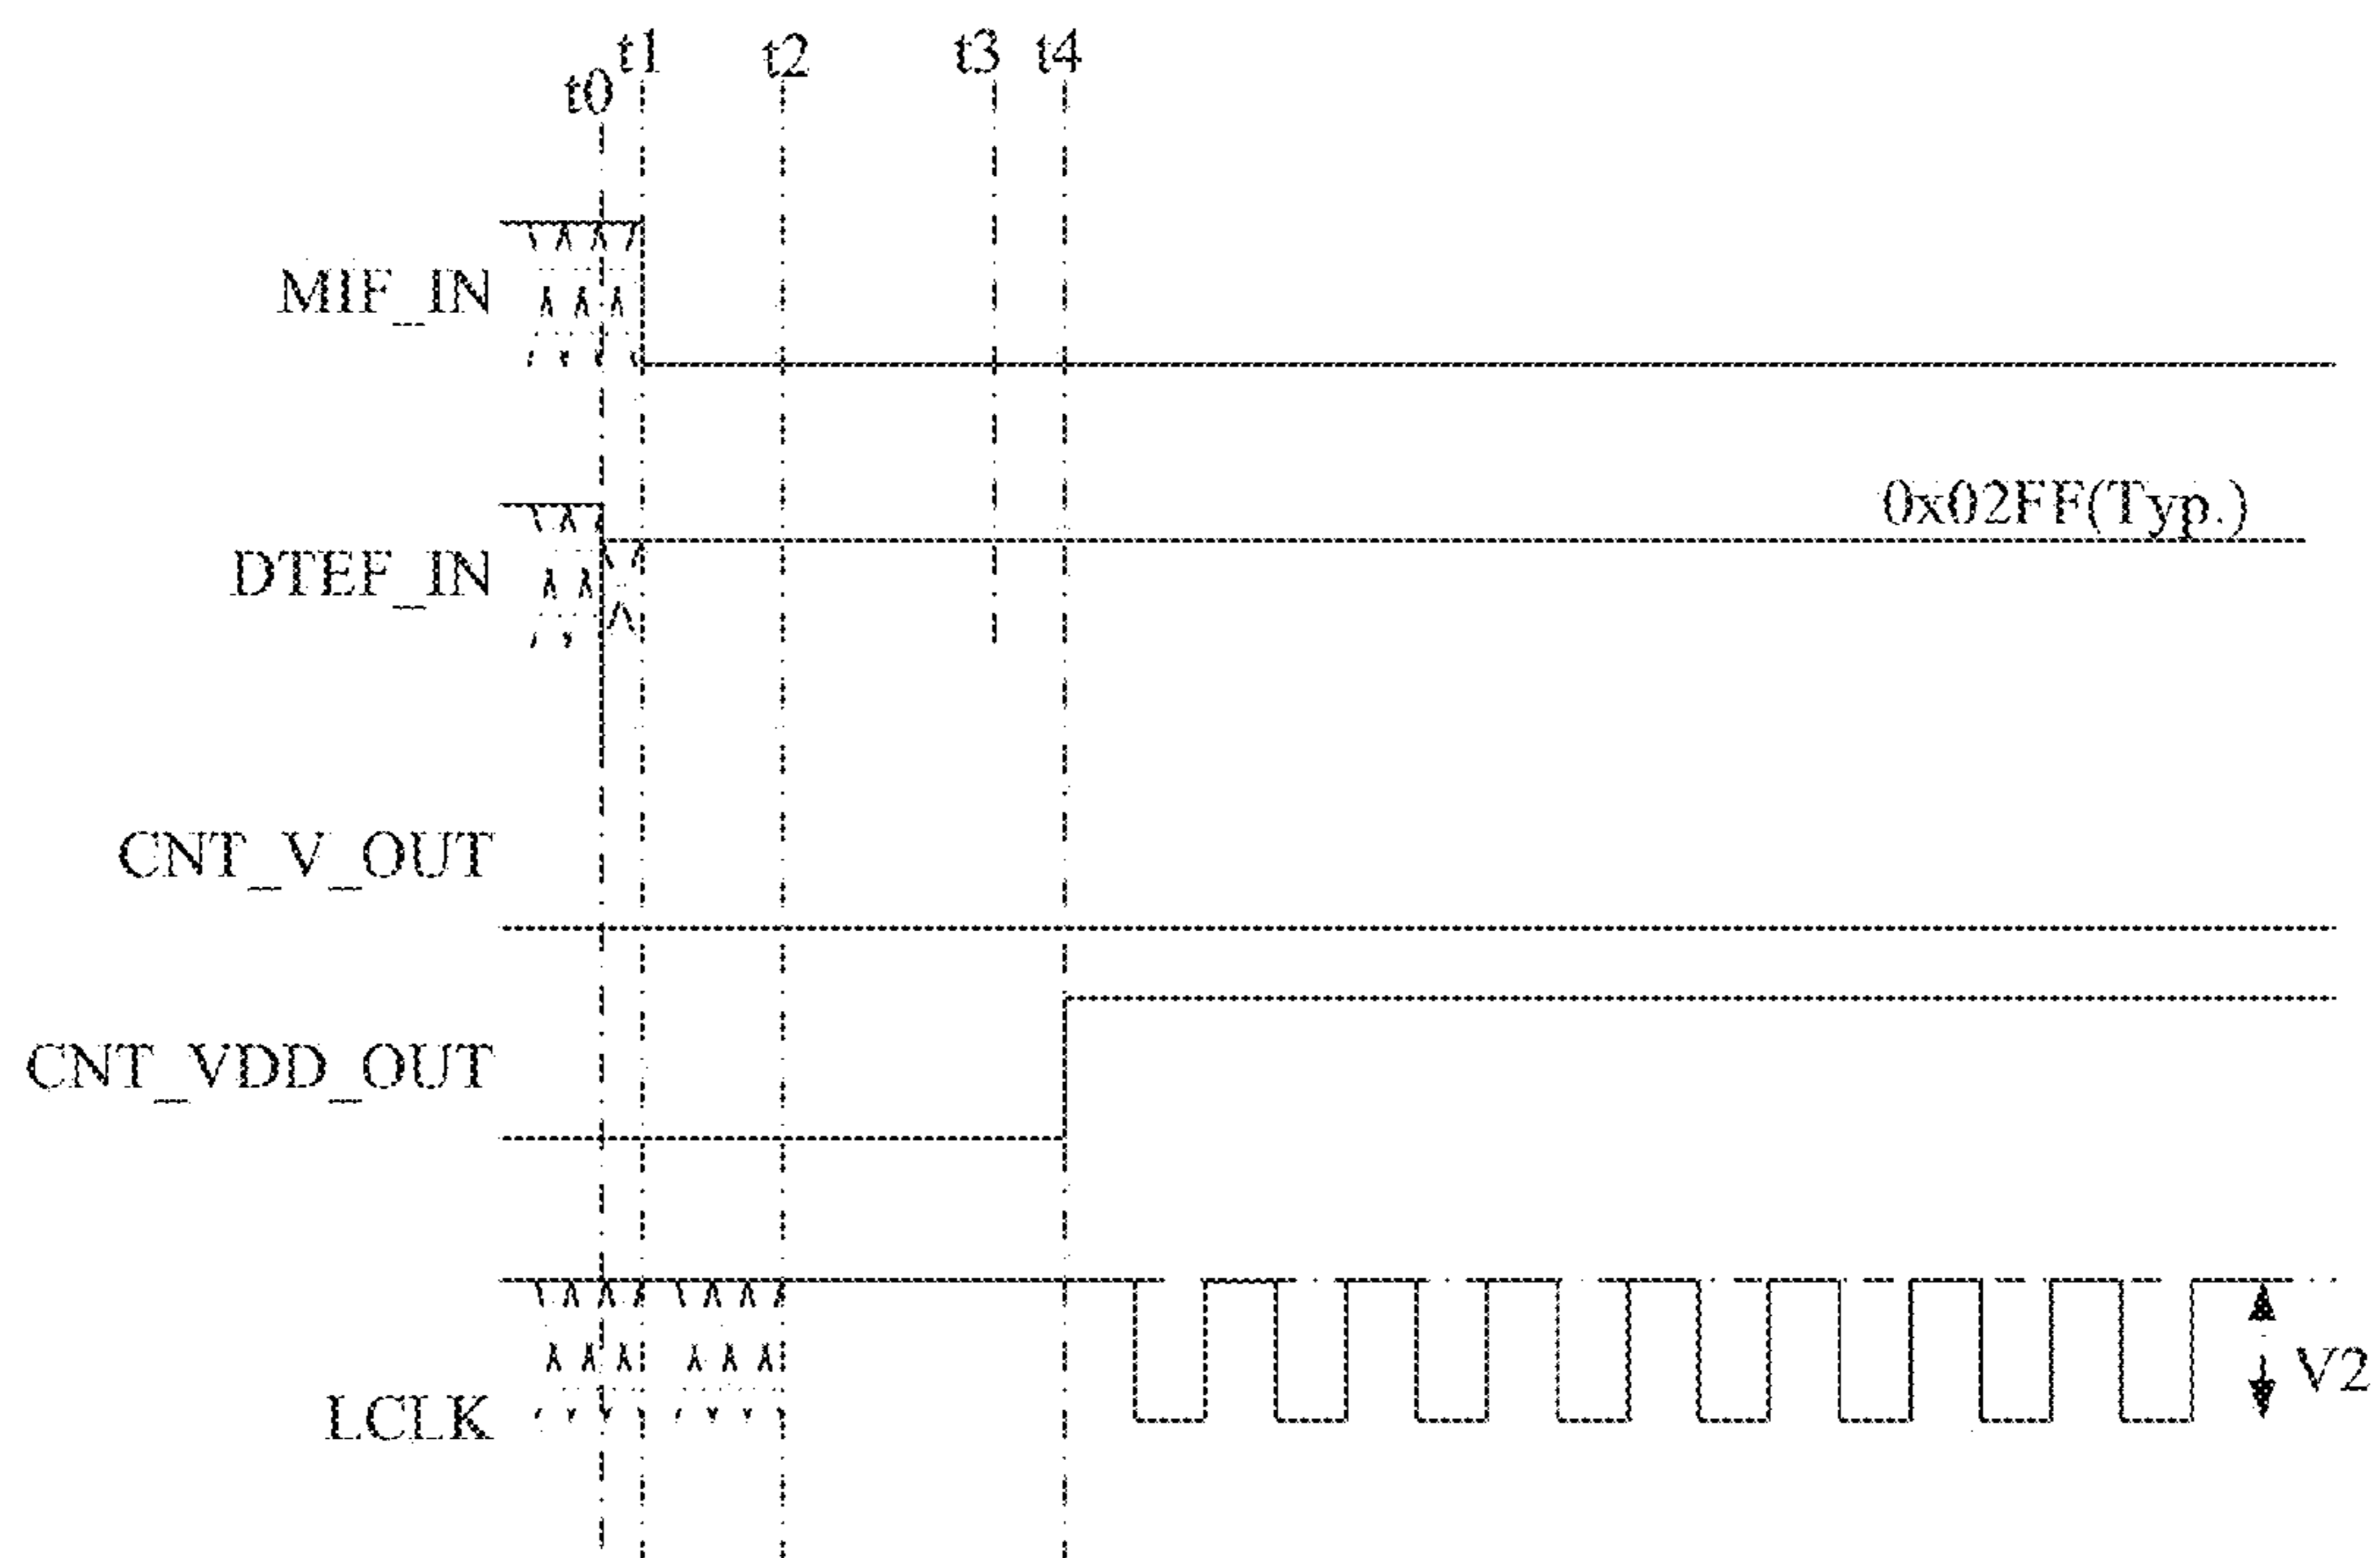 t0 t1 t2 t3 t4
MIF_IN
0x02FF(Typ.)
DTEF_IN
CNT_V_OUT
CNT_VDD_OUT
V2
LCLK